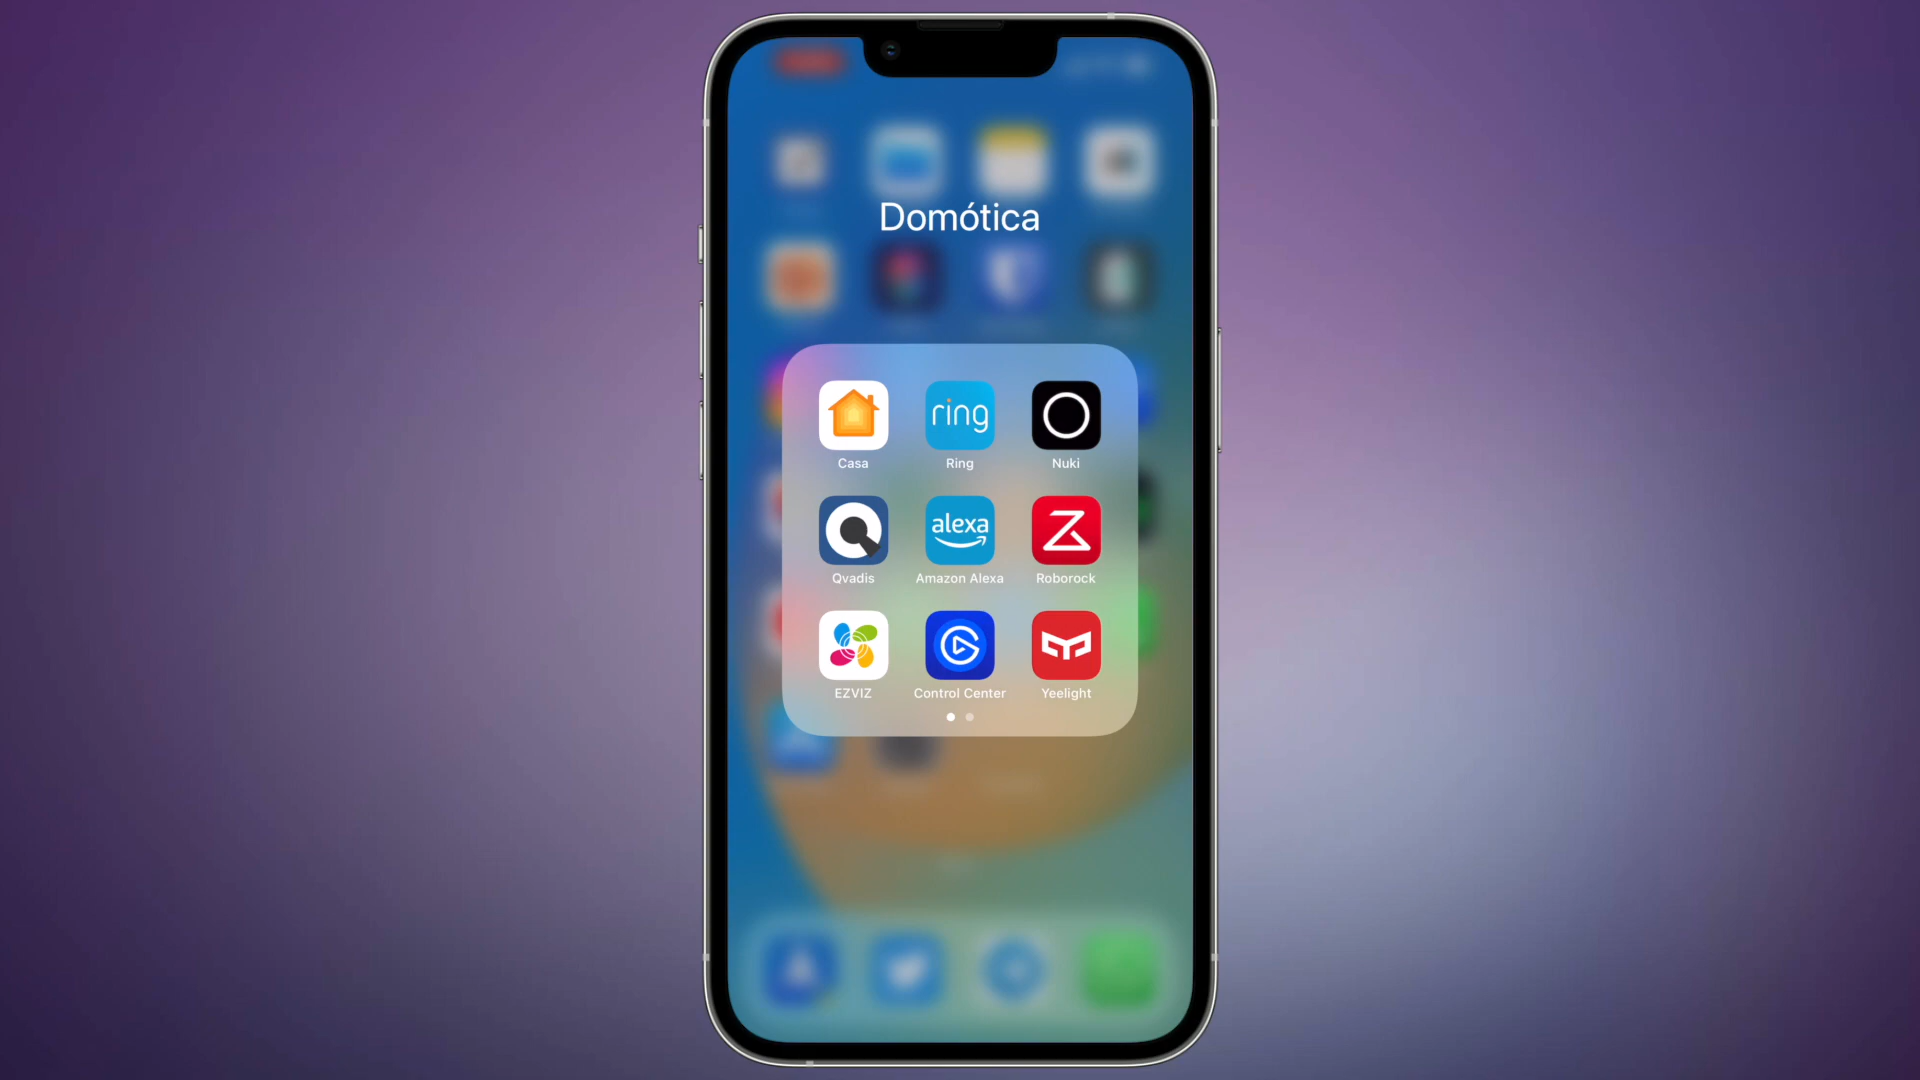 Domótica
ring
Casa
Ring
Nuki
alexa
Qvadis
Amazon Alexa
Roborock
EZVIZ
Control Center
Yeelight